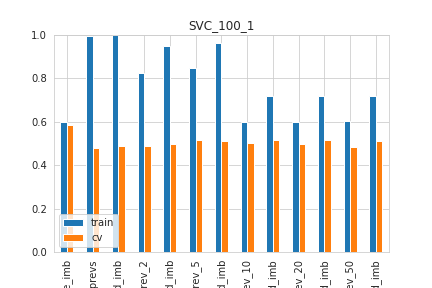 SVC_100_1
1.0
0.8
0.6
0.4
0.2
0.0
train
cv
e_imb
prevs
d_imb
rev_2
d_imb
rev_5
d_imb
ev_10
d_imb
ev_20
d_imb
ev_50
d_imb